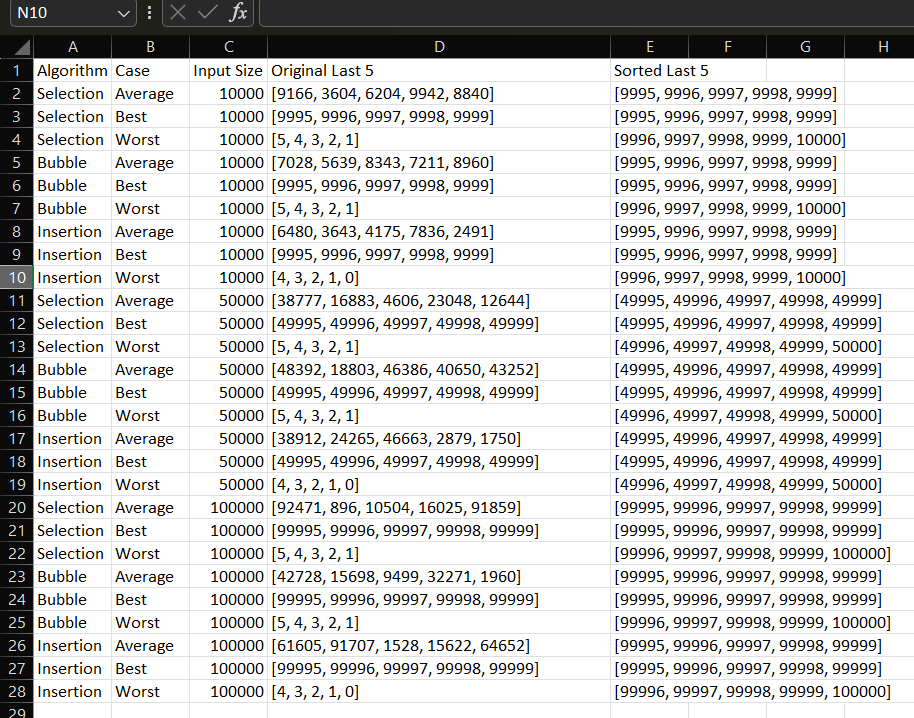 N10 fx
A B C D E F G H
1 Algorithm Case Input Size Original Last 5 Sorted Last 5
2 Selection Average 10000 [9166, 3604, 6204, 9942, 8840] [9995, 9996, 9997, 9998, 9999]
3 Selection Best 10000 [9995, 9996, 9997, 9998, 9999] [9995, 9996, 9997, 9998, 9999]
4 Selection Worst 10000 [5, 4, 3, 2, 1] [9996, 9997, 9998, 9999, 10000]
5 Bubble Average 10000 [7028, 5639, 8343, 7211, 8960] [9995, 9996, 9997, 9998, 9999]
6 Bubble Best 10000 [9995, 9996, 9997, 9998, 9999] [9995, 9996, 9997, 9998, 9999]
7 Bubble Worst 10000 [5, 4, 3, 2, 1] [9996, 9997, 9998, 9999, 10000]
8 Insertion Average 10000 [6480, 3643, 4175, 7836, 2491] [9995, 9996, 9997, 9998, 9999]
9 Insertion Best 10000 [9995, 9996, 9997, 9998, 9999] [9995, 9996, 9997, 9998, 9999]
10 Insertion Worst 10000 [4, 3, 2, 1, 0] [9996, 9997, 9998, 9999, 10000]
11 Selection Average 50000 [38777, 16883, 4606, 23048, 12644] [49995, 49996, 49997, 49998, 49999]
12 Selection Best 50000 [49995, 49996, 49997, 49998, 49999] [49995, 49996, 49997, 49998, 49999]
13 Selection Worst 50000 [5, 4, 3, 2, 1] [49996, 49997, 49998, 49999, 50000]
14 Bubble Average 50000 [48392, 18803, 46386, 40650, 43252] [49995, 49996, 49997, 49998, 49999]
15 Bubble Best 50000 [49995, 49996, 49997, 49998, 49999] [49995, 49996, 49997, 49998, 49999]
16 Bubble Worst 50000 [5, 4, 3, 2, 1] [49996, 49997, 49998, 49999, 50000]
17 Insertion Average 50000 [38912, 24265, 46663, 2879, 1750] [49995, 49996, 49997, 49998, 49999]
18 Insertion Best 50000 [49995, 49996, 49997, 49998, 49999] [49995, 49996, 49997, 49998, 49999]
19 Insertion Worst 50000 [4, 3, 2, 1, 0] [49996, 49997, 49998, 49999, 50000]
20 Selection Average 100000 [92471, 896, 10504, 16025, 91859] [99995, 99996, 99997, 99998, 99999]
21 Selection Best 100000 [99995, 99996, 99997, 99998, 99999] [99995, 99996, 99997, 99998, 99999]
22 Selection Worst 100000 [5, 4, 3, 2, 1] [99996, 99997, 99998, 99999, 100000]
23 Bubble Average 100000 [42728, 15698, 9499, 32271, 1960] [99995, 99996, 99997, 99998, 99999]
24 Bubble Best 100000 [99995, 99996, 99997, 99998, 99999] [99995, 99996, 99997, 99998, 99999]
25 Bubble Worst 100000 [5, 4, 3, 2, 1] [99996, 99997, 99998, 99999, 100000]
26 Insertion Average 100000 [61605, 91707, 1528, 15622, 64652] [99995, 99996, 99997, 99998, 99999]
27 Insertion Best 100000 [99995, 99996, 99997, 99998, 99999] [99995, 99996, 99997, 99998, 99999]
28 Insertion Worst 100000 [4, 3, 2, 1, 0] [99996, 99997, 99998, 99999, 100000]
29